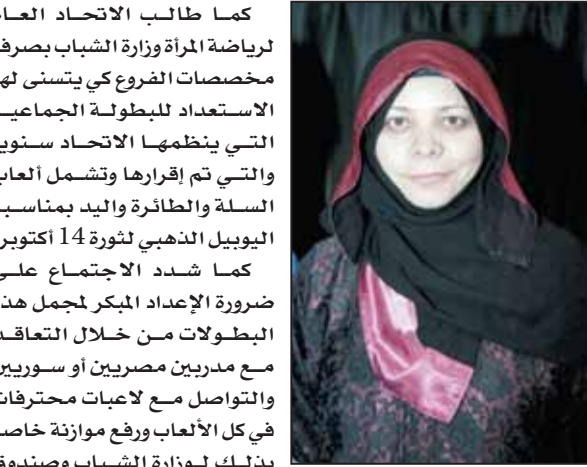 كما طالب الاتحاد العا
لرياضة المرأة وزارة الشباب بصرف
مخصصات الفروع كي يتسنى له
الاستعداد للبطولة الجماعي
التي ينظمها الاتحاد سنوي
والتي تم إقرارها وتشمل ألعاب
السلة والطائرة واليد بمناسب
اليوبيل الذهبي لثورة 14 أكتوبر
كما شدد الاجتماع على
ضرورة الإعداد المبكر لمجمل هذ
البطولات من خلال التعاقد
مع مدربين مصريين أو سوريين
والتواصل مع لاعبات محترفات
في كل الألعاب ورفع موازنة خاص
بذلك لوزارة الشباب وصندوق